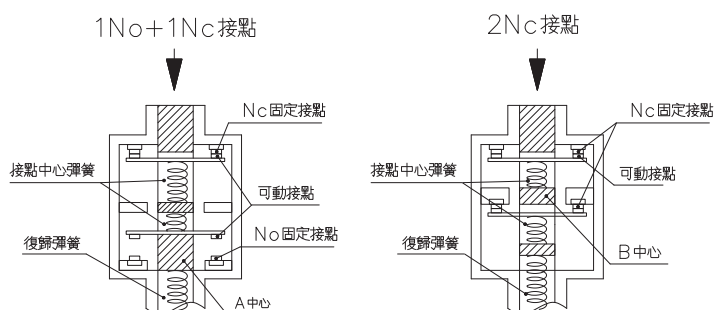 1No+1Nc接點
2Nc接點
Nc固定接點
接點中心彈簧
可動接點
No固定接點
復歸彈簧
A中心
Nc固定接點
接點中心彈簧
可動接點
復歸彈簧
B中心